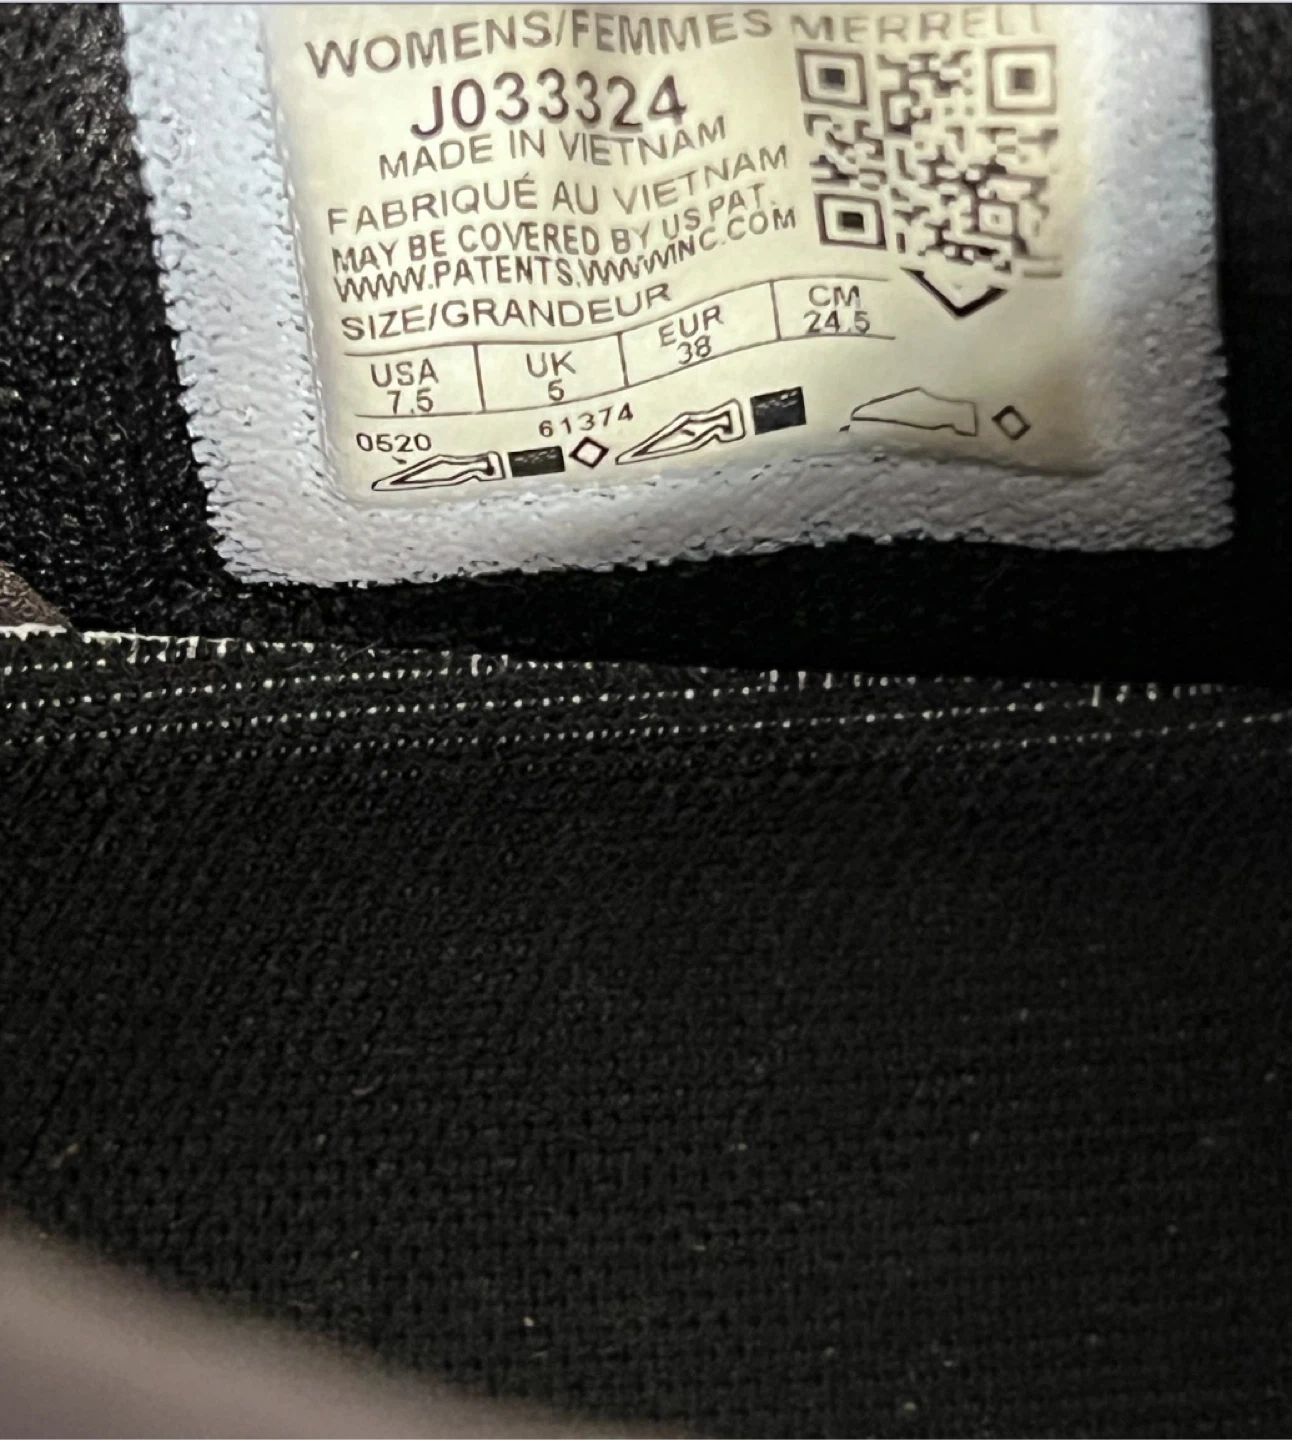 WOMENS/FEMMES MERRELL
J033324
MADE IN VIETNAM
FABRIQUÉ AU VIETNAM
MAY BE COVERED BY US PAT.
WWW.PATENTS.WWWINC.COM
SIZE/GRANDEUR
USA UK EUR CM
7.5 5 38 24.5
0520 61374